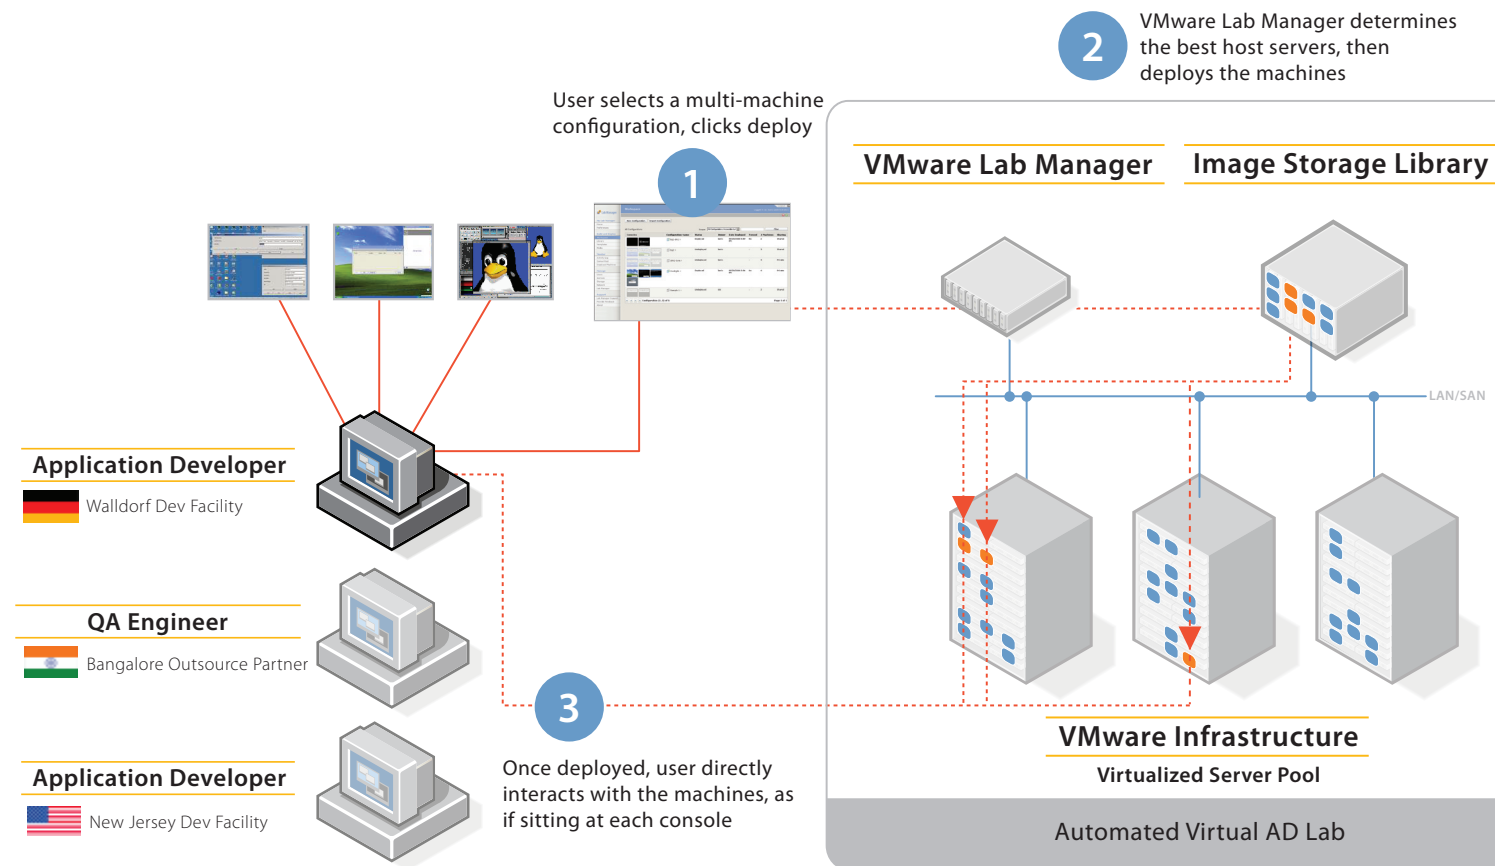 2
VMware Lab Manager determines
the best host servers, then
deploys the machines
User selects a multi-machine
configuration, clicks deploy
1
VMware Lab Manager
Image Storage Library
LAN/SAN
Application Developer
Walldorf Dev Facility
QA Engineer
Bangalore Outsource Partner
Application Developer
New Jersey Dev Facility
3
Once deployed, user directly
interacts with the machines, as
if sitting at each console
VMware Infrastructure
Virtualized Server Pool
Automated Virtual AD Lab